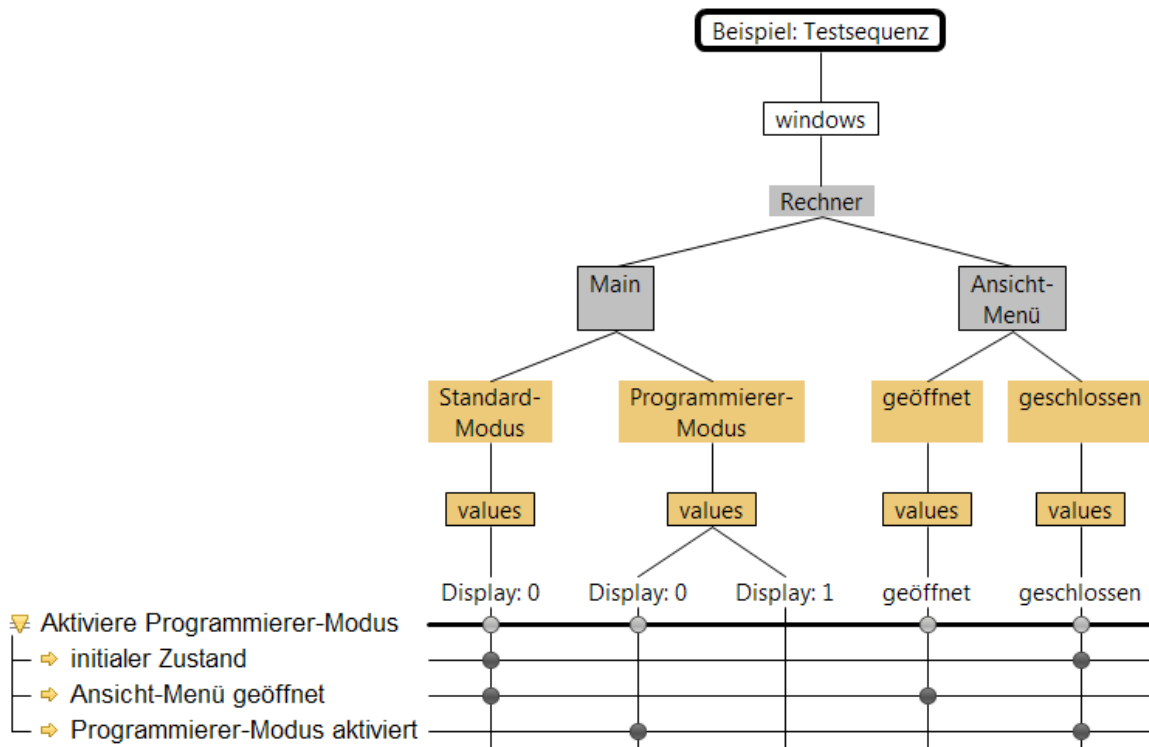 Beispiel: Testsequenz
windows
Rechner
Main
Ansicht-
Menü
Standard-
Modus
Programmierer-
Modus
geöffnet
geschlossen
values
values
values
values
Display: 0
Display: 0
Display: 1
geöffnet
geschlossen
Aktiviere Programmierer-Modus
initialer Zustand
Ansicht-Menü geöffnet
Programmierer-Modus aktiviert